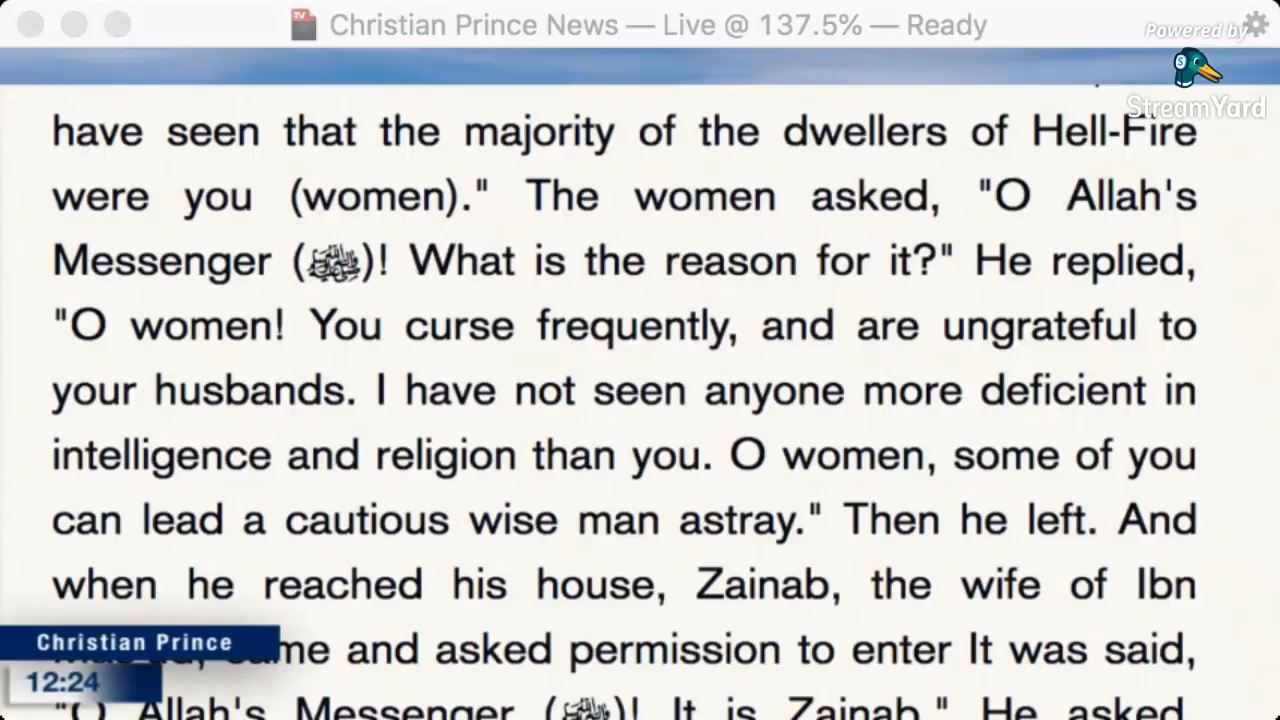 Christian Prince News — Live @ 137.5% — Ready
Powered by
StreamYard
have seen that the majority of the dwellers of Hell-Fire
were you (women)." The women asked, "O Allah's
Messenger (ﷺ)! What is the reason for it?" He replied,
"O women! You curse frequently, and are ungrateful to
your husbands. I have not seen anyone more deficient in
intelligence and religion than you. O women, some of you
can lead a cautious wise man astray." Then he left. And
when he reached his house, Zainab, the wife of Ibn
and asked permission to enter It was said,
"O Allah's Messenger (ﷺ)! It is Zainab." He asked
Christian Prince
12:24